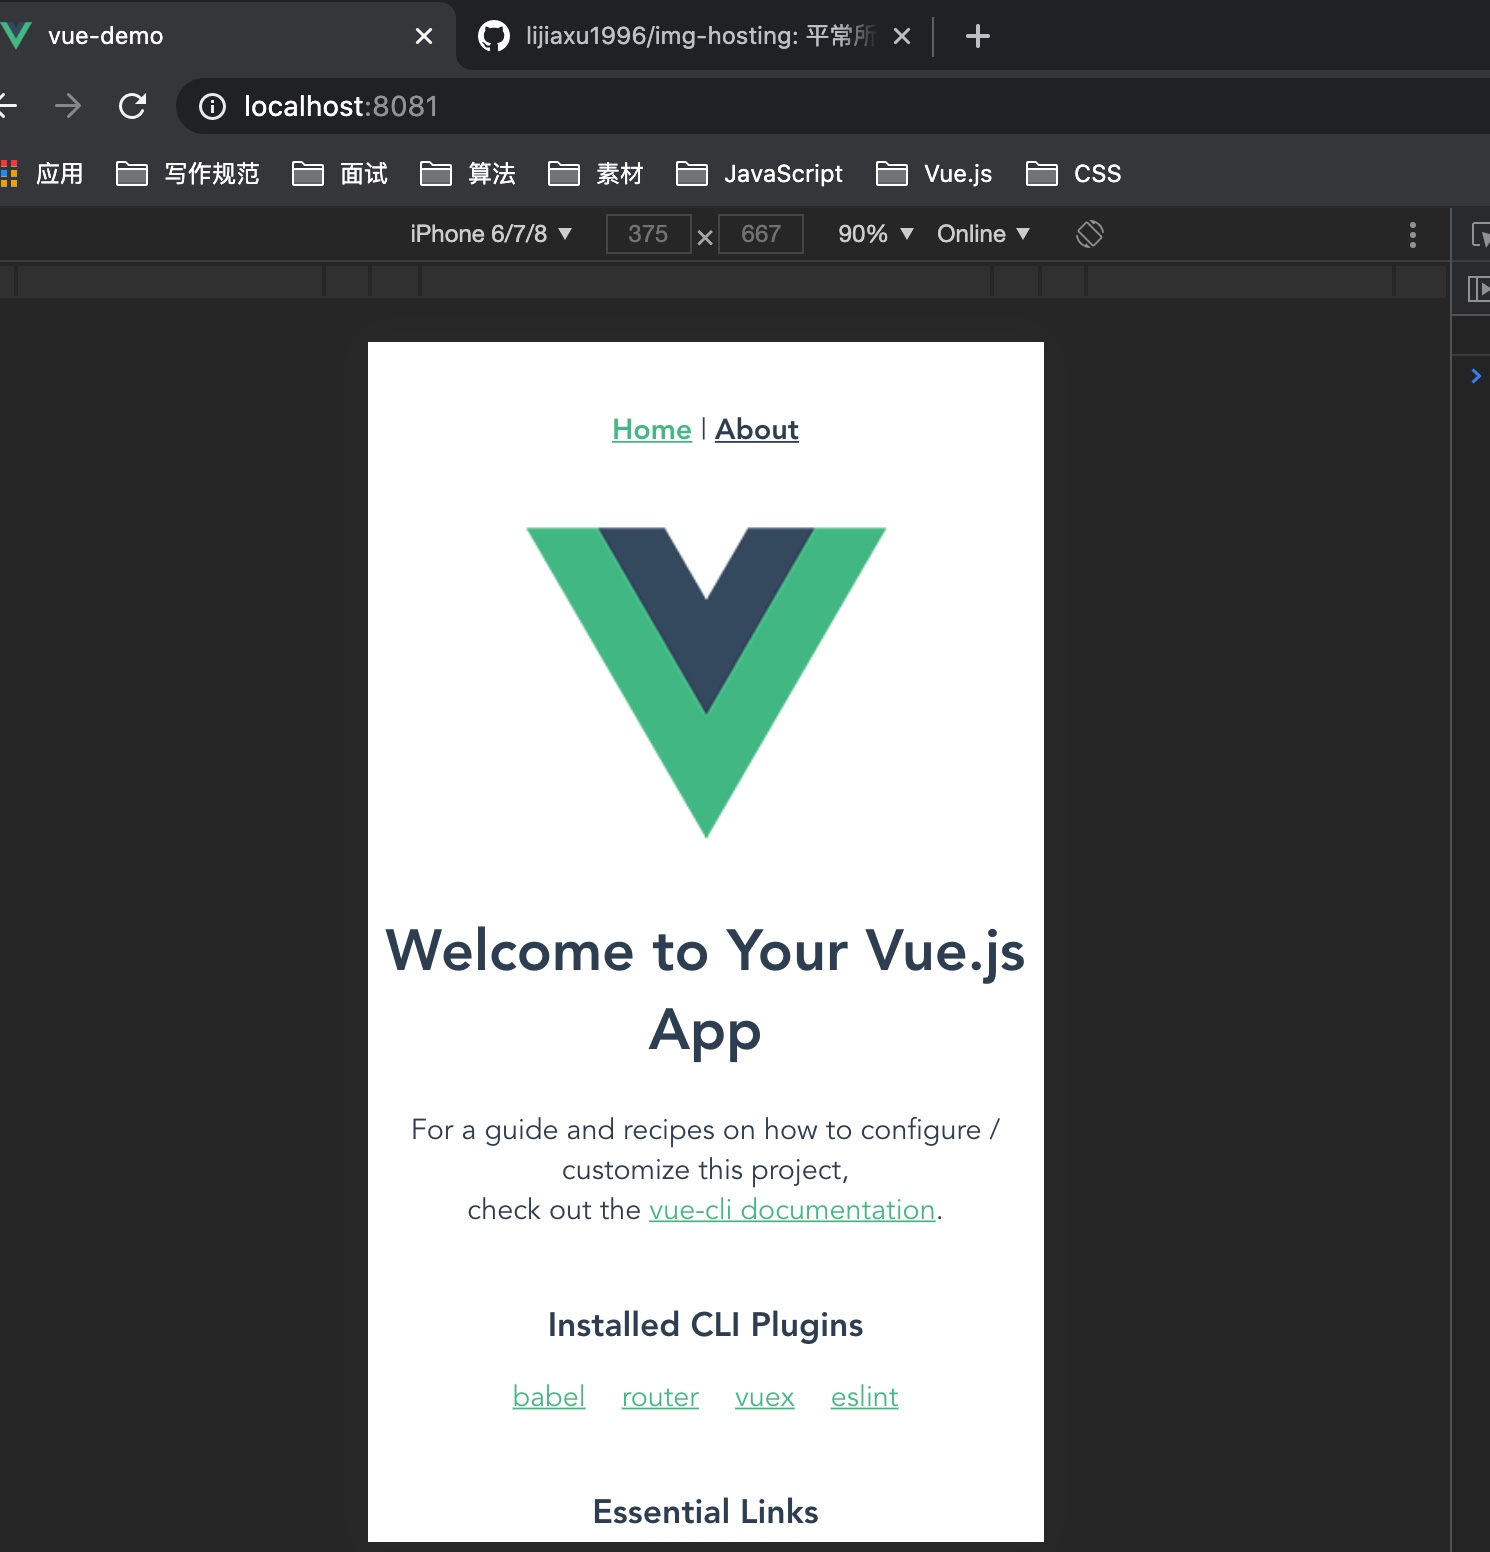 vue-demo
lijiaxu1996/img-hosting: 平常所
localhost:8081
应用 写作规范 面试 算法 素材 JavaScript Vue.js CSS
iPhone 6/7/8 375 × 667 90% Online
Home | About
Welcome to Your Vue.js
App
For a guide and recipes on how to configure /
customize this project,
check out the vue-cli documentation.
Installed CLI Plugins
babel router vuex eslint
Essential Links